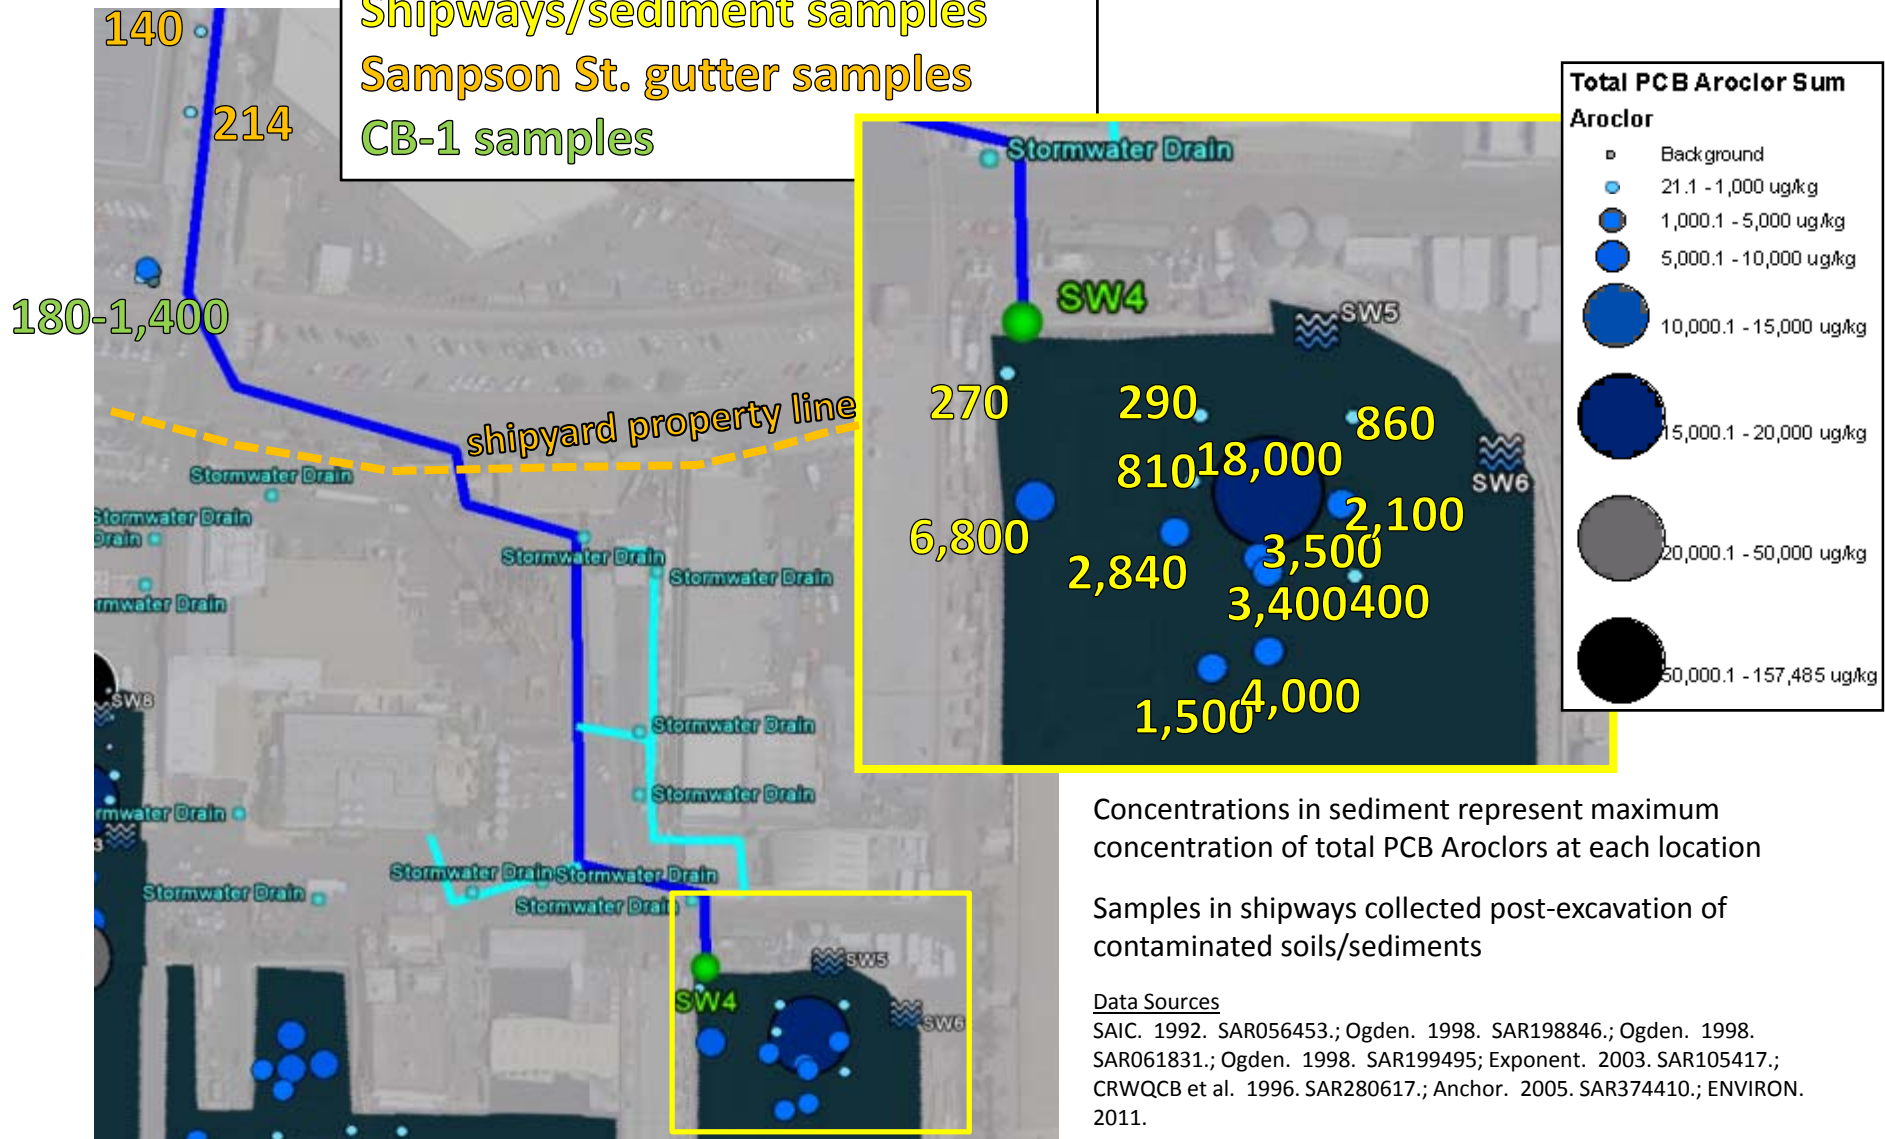 Shipways/sediment samples
Sampson St. gutter samples
CB-1 samples
140
214
180-1,400
shipyard property line
Stormwater Drain
Stormwater Drain
Drain
rmwater Drain
Stormwater Drain
Stormwater Drain
SW8
Stormwater Drain
Stormwater Drain
rmwater Drain
3
Stormwater Drain
Stormwater Drain
Stormwater Drain
Stormwater Drain
SW4
SW5
SW6
Stormwater Drain
SW4
SW5
SW6
270
290
860
810
18,000
2,100
6,800
2,840
3,500
3,400
400
1,500
4,000
Total PCB Aroclor Sum
Aroclor
Background
21.1 - 1,000 ug/kg
1,000.1 - 5,000 ug/kg
5,000.1 - 10,000 ug/kg
10,000.1 - 15,000 ug/kg
15,000.1 - 20,000 ug/kg
20,000.1 - 50,000 ug/kg
50,000.1 - 157,485 ug/kg
Concentrations in sediment represent maximum
concentration of total PCB Aroclors at each location
Samples in shipways collected post-excavation of
contaminated soils/sediments
Data Sources
SAIC. 1992. SAR056453.; Ogden. 1998. SAR198846.; Ogden. 1998.
SAR061831.; Ogden. 1998. SAR199495; Exponent. 2003. SAR105417.;
CRWQCB et al. 1996. SAR280617.; Anchor. 2005. SAR374410.; ENVIRON.
2011.